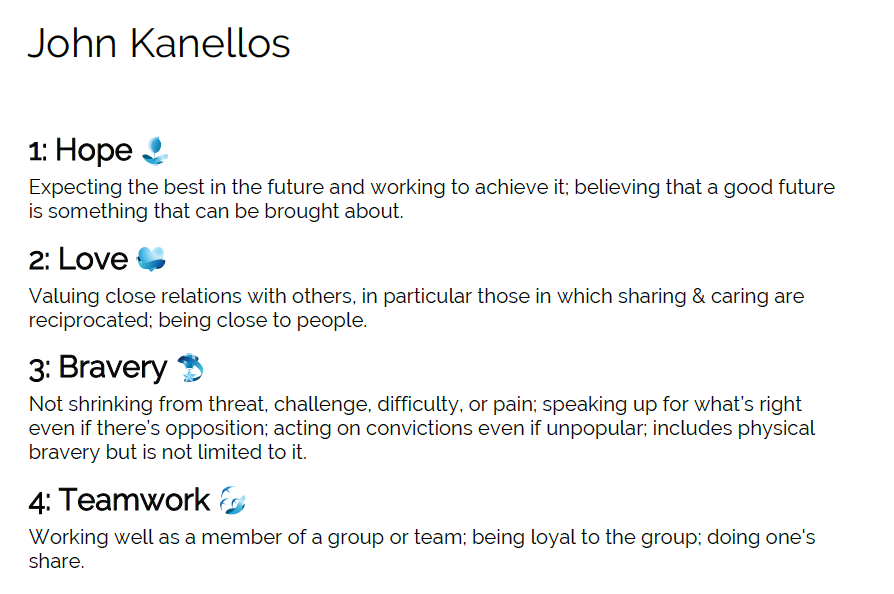 John Kanellos
1: Hope
Expecting the best in the future and working to achieve it; believing that a good future
is something that can be brought about.
2: Love
Valuing close relations with others, in particular those in which sharing & caring are
reciprocated; being close to people.
3: Bravery
Not shrinking from threat, challenge, difficulty, or pain; speaking up for what’s right
even if there’s opposition; acting on convictions even if unpopular; includes physical
bravery but is not limited to it.
4: Teamwork
Working well as a member of a group or team; being loyal to the group; doing one's
share.